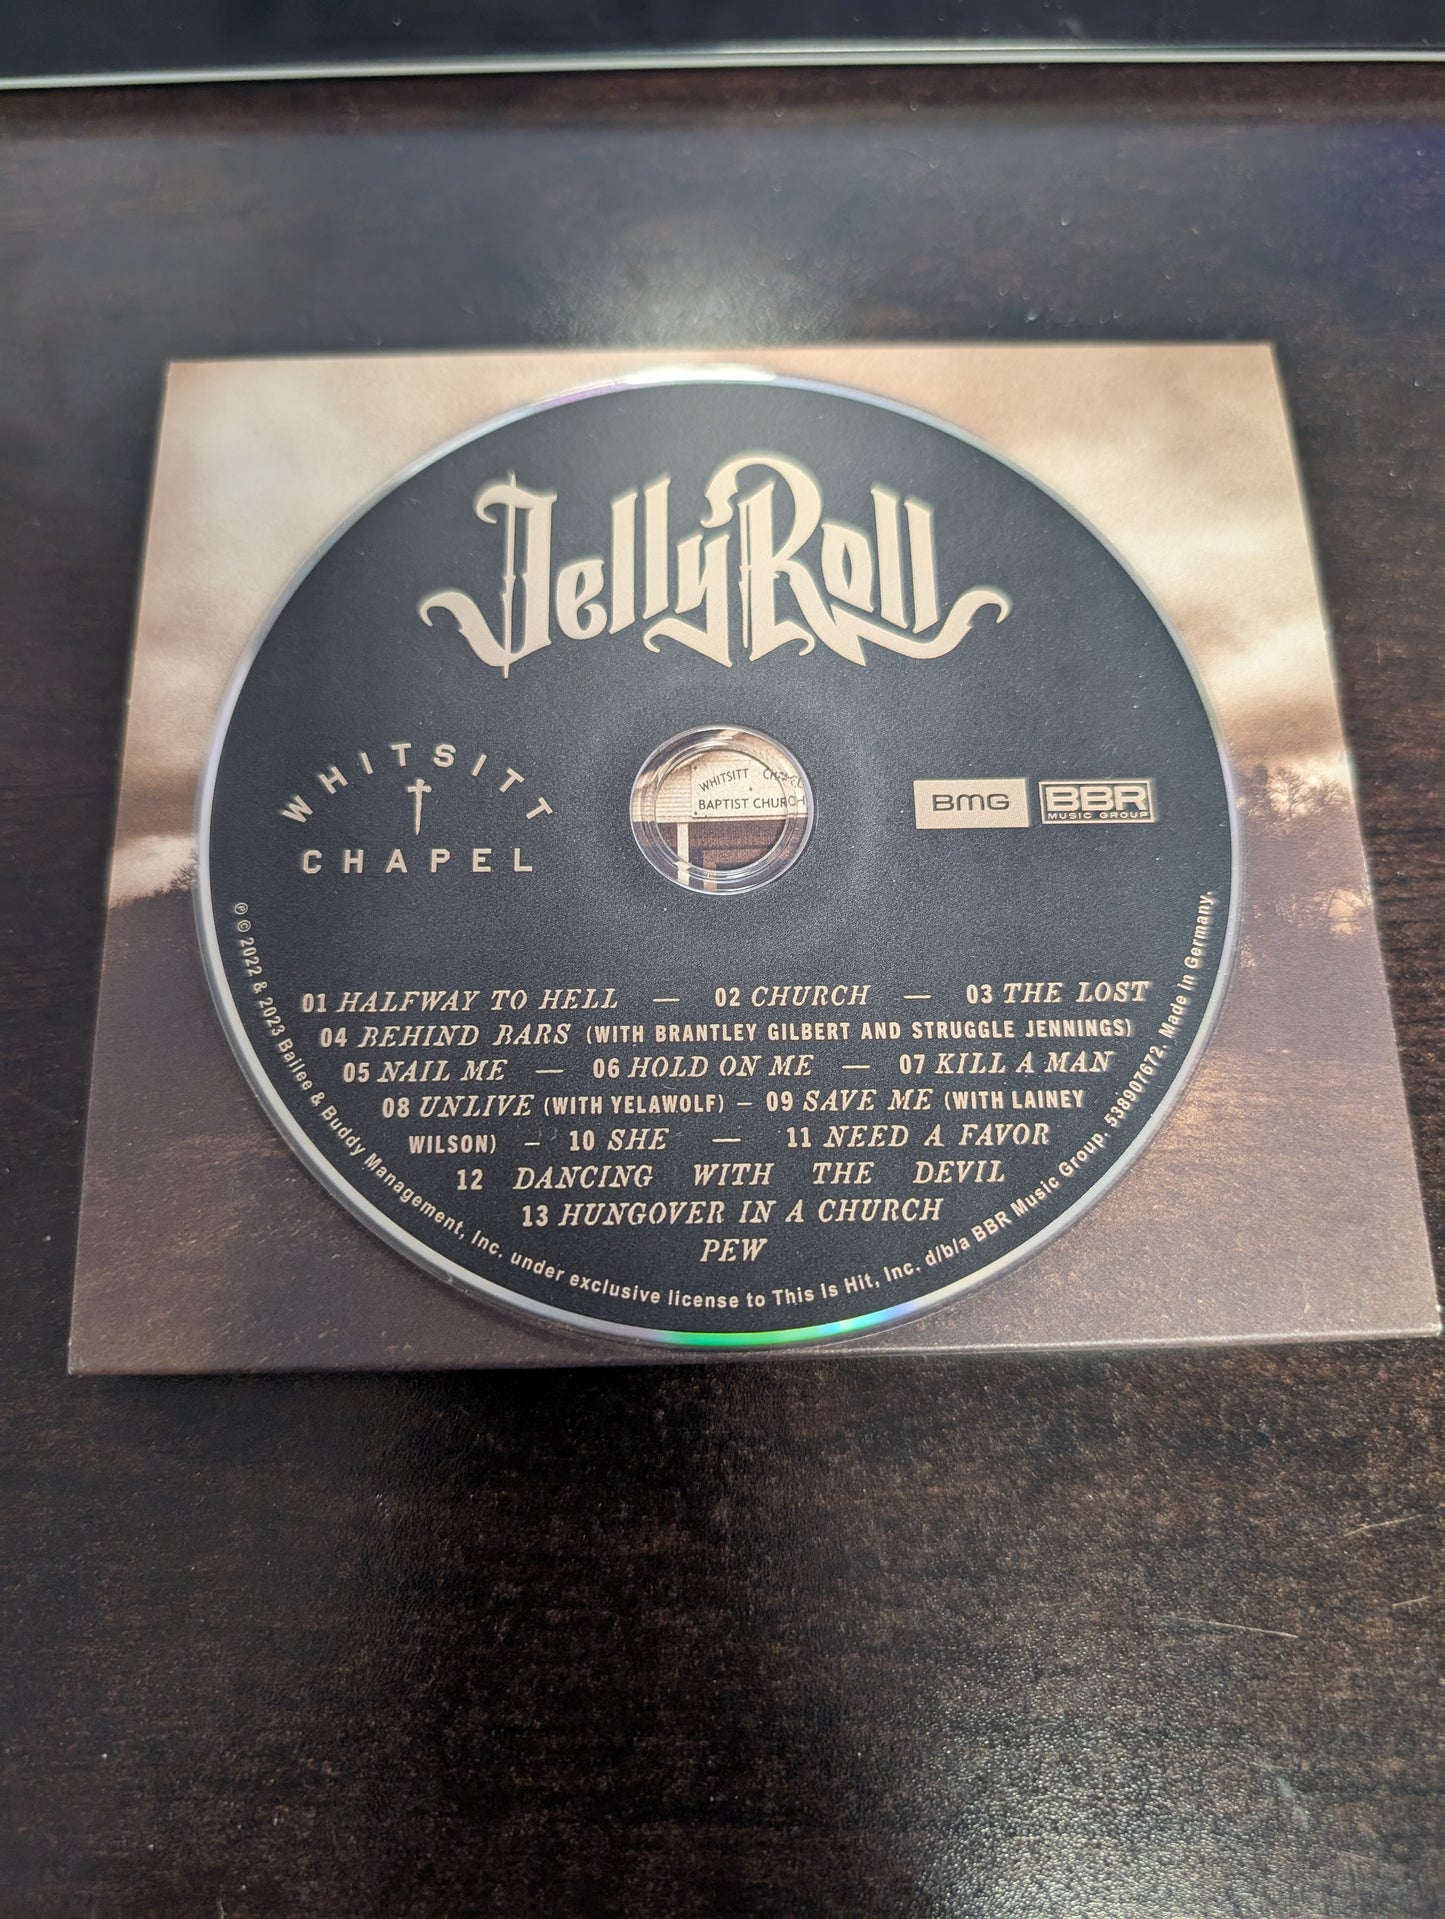 Jelly Roll
WHITSITT
CHAPEL
WHITSITT CHAPEL
BAPTIST CHURCH
BMG
BBR
MUSIC GROUP
01 HALFWAY TO HELL — 02 CHURCH — 03 THE LOST
04 BEHIND BARS (WITH BRANTLEY GILBERT AND STRUGGLE JENNINGS)
05 NAIL ME — 06 HOLD ON ME — 07 KILL A MAN
08 UNLIVE (WITH YELAWOLF) – 09 SAVE ME (WITH LAINEY
WILSON) – 10 SHE — 11 NEED A FAVOR
12 DANCING WITH THE DEVIL
13 HUNGOVER IN A CHURCH
PEW
℗ © 2022 & 2023 Bailee & Buddy Management, Inc. under exclusive license to This Is Hit, Inc. d/b/a BBR Music Group. 538907672. Made in Germany.